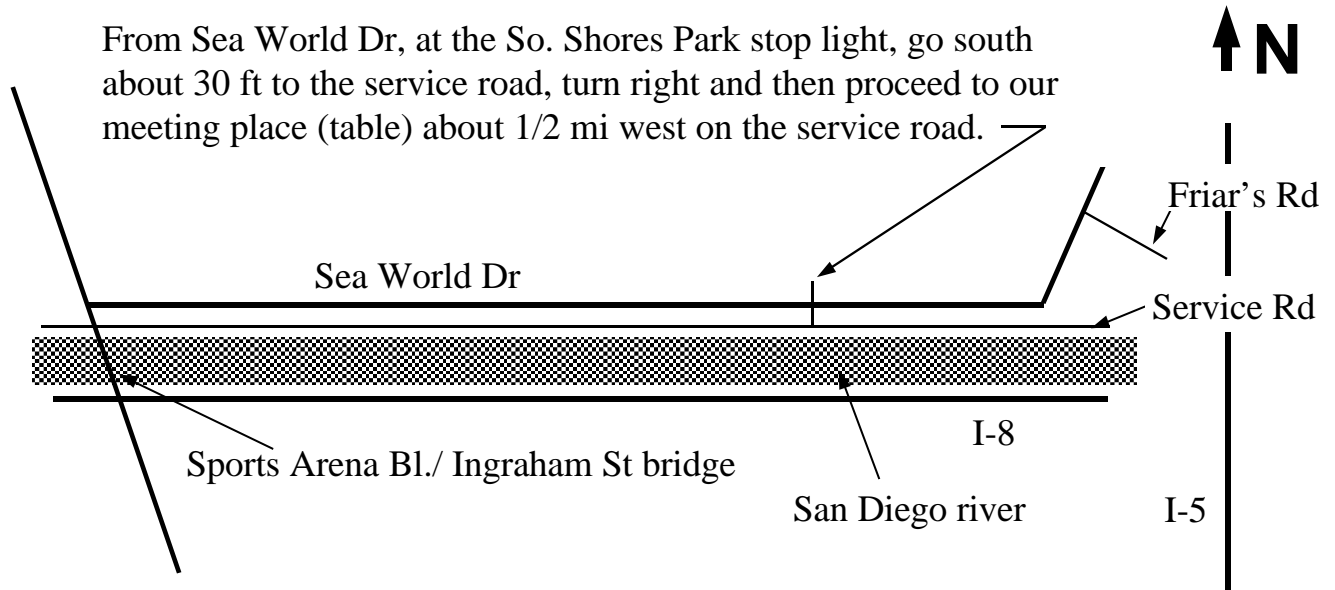 From Sea World Dr, at the So. Shores Park stop light, go south
about 30 ft to the service road, turn right and then proceed to our
meeting place (table) about 1/2 mi west on the service road.
N
Friar's Rd
Sea World Dr
Service Rd
I-8
Sports Arena Bl./ Ingraham St bridge
San Diego river
I-5